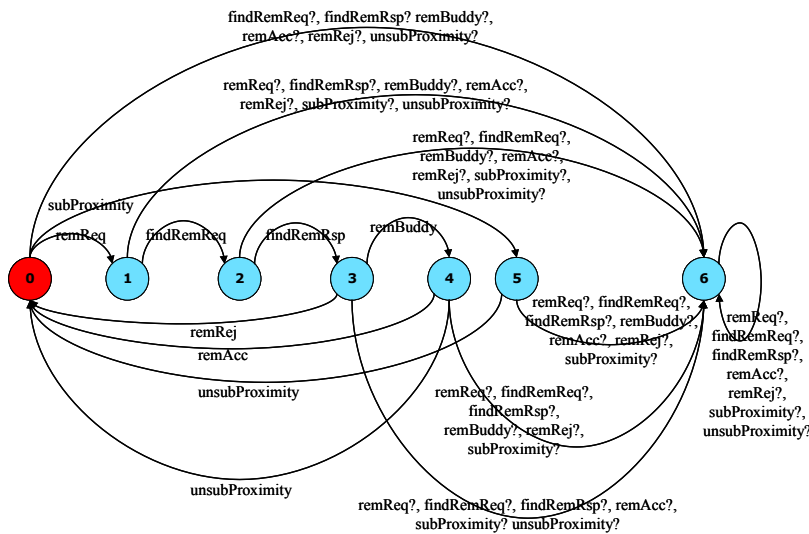 findRemReq?, findRemRsp? remBuddy?,
remAcc?, remRej?, unsubProximity?
remReq?, findRemRsp?, remBuddy?, remAcc?,
remRej?, subProximity?, unsubProximity?
remReq?, findRemReq?,
remBuddy?, remAcc?,
remRej?, subProximity?,
unsubProximity?
subProximity
remReq
findRemReq
findRemRsp
remBuddy
0
1
2
3
4
5
6
remReq?, findRemReq?,
findRemRsp?, remBuddy?,
remAcc?, remRej?,
subProximity?
remReq?,
findRemReq?,
findRemRsp?,
remAcc?,
remRej?,
subProximity?,
unsubProximity?
remRej
remAcc
unsubProximity
remReq?, findRemReq?,
findRemRsp?,
remBuddy?, remRej?,
subProximity?
unsubProximity
remReq?, findRemReq?, findRemRsp?, remAcc?,
subProximity? unsubProximity?